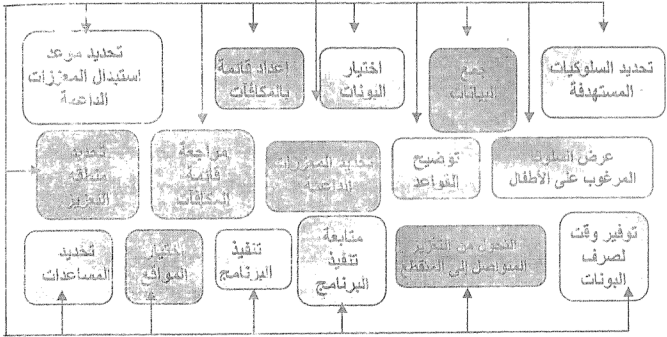 تحديد السلوكيات
المستهدفة
جمع
البيانات
اختيار
البونات
إعداد قائمة
بالمكافآت
تحديد موعد
استبدال المعززات
الداعمة
عرض السلوك
المرغوب على الأطفال
توضيح
القواعد
تحديد المعززات
الداعمة
مراجعة
قائمة
المكافآت
تحديد
منطقة
التعزيز
توفير وقت
لصرف
البونات
التحول من التعزيز
المتواصل إلى المتقطع
متابعة
تنفيذ
البرنامج
تنفيذ
البرنامج
اختيار
المواقع
تحديد
المساعدات